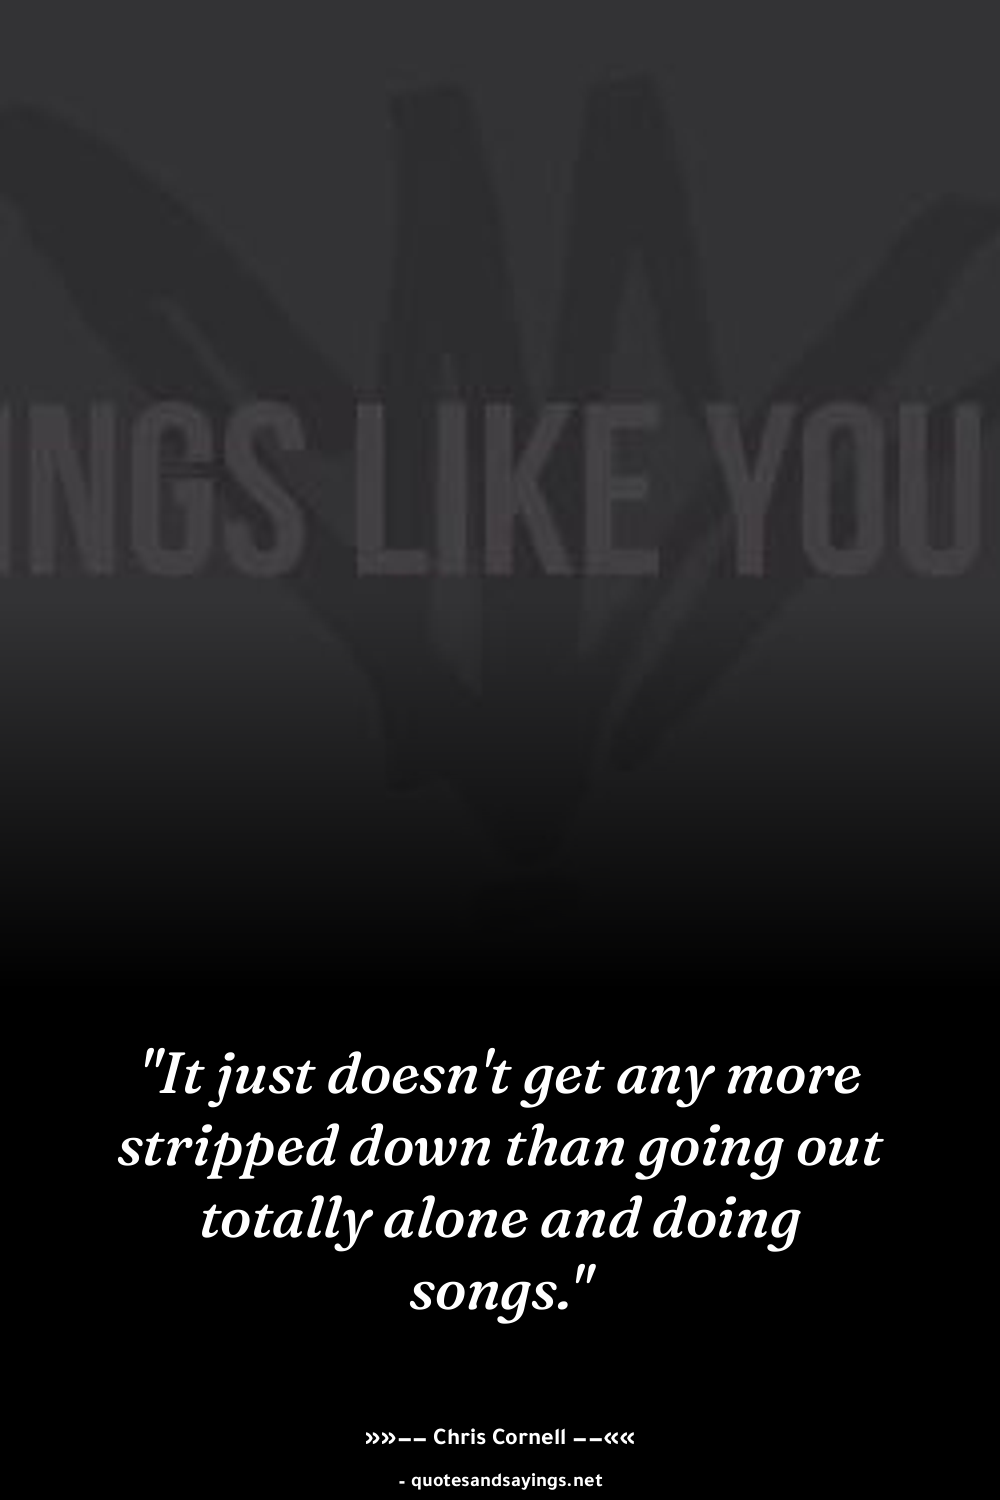 INGS LIKE YOU
"It just doesn't get any more
stripped down than going out
totally alone and doing
songs."
»»−− Chris Cornell −−««
- quotesandsayings.net